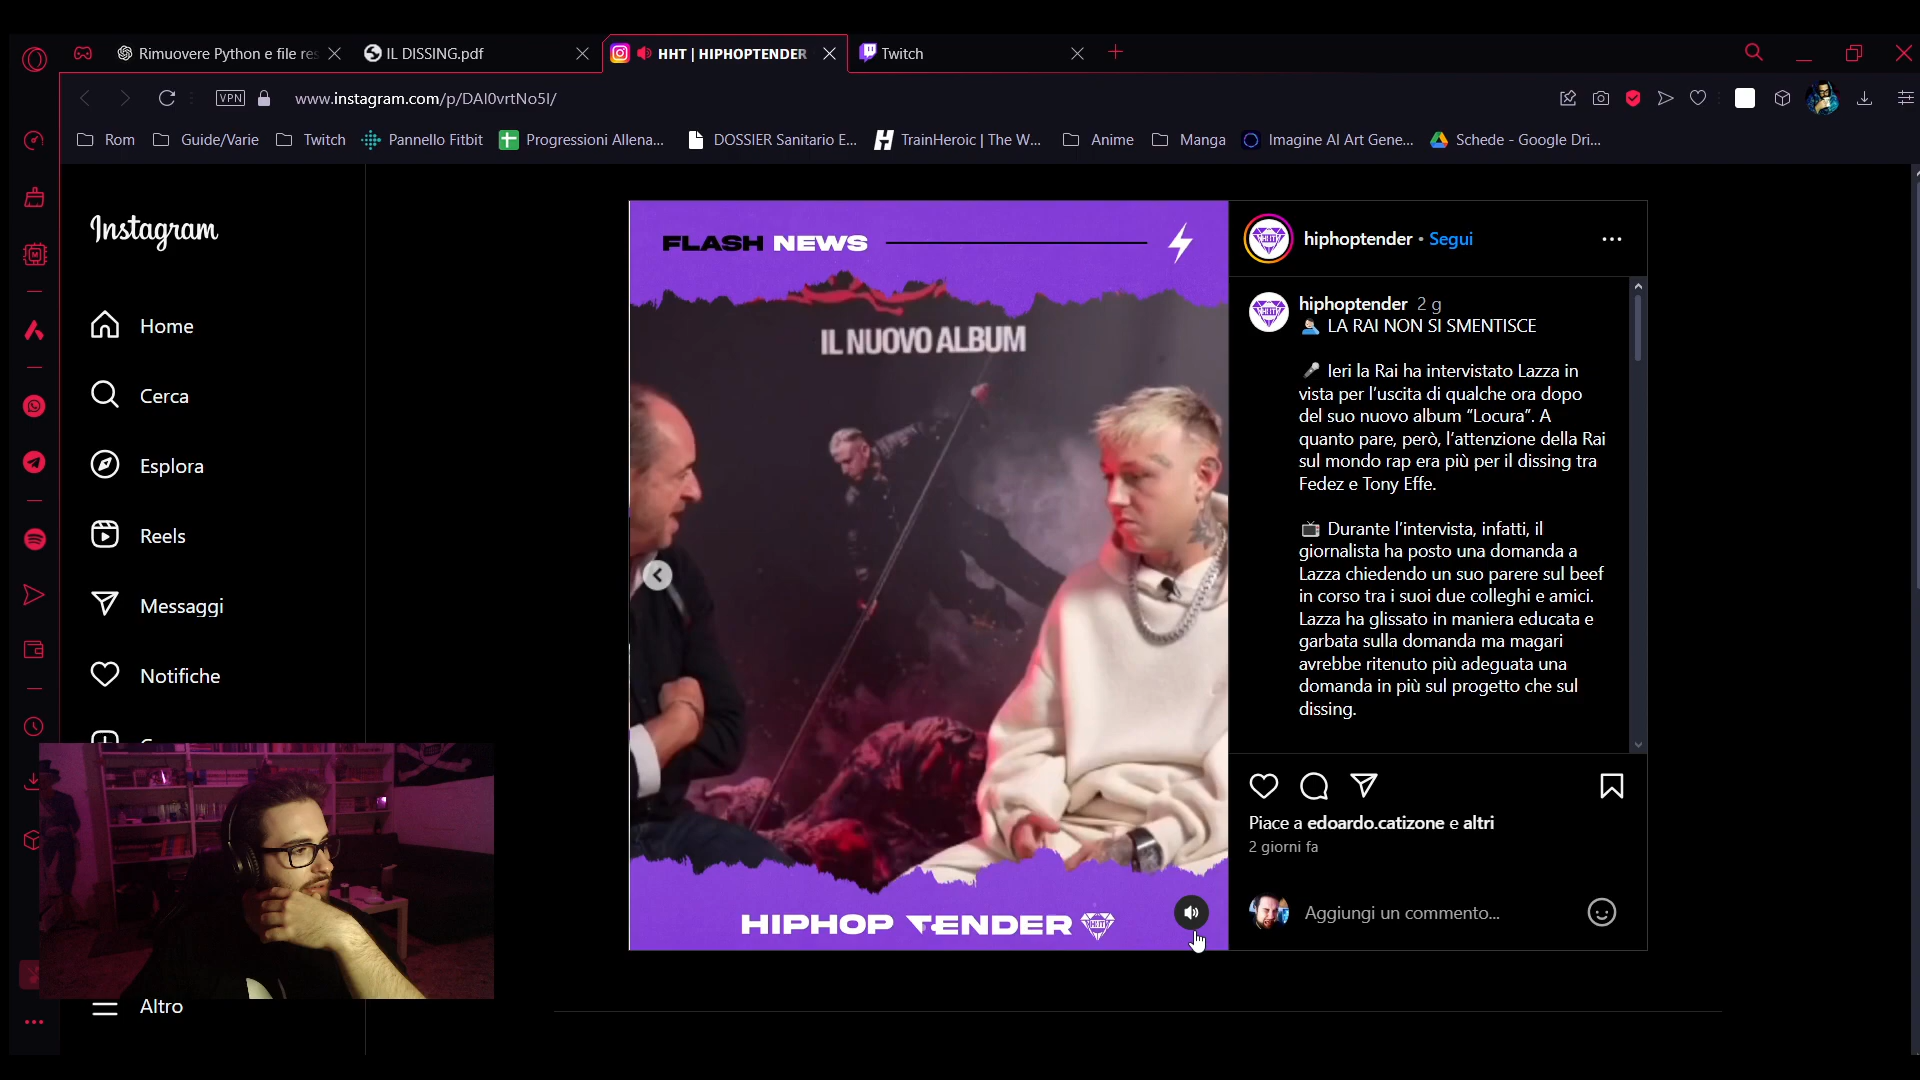 Rimuovere Python e file res
IL DISSING.pdf
HHT | HIPHOPTENDER
Twitch
VPN
www.instagram.com/p/DAI0vrtNo5I/
Rom
Guide/Varie
Twitch
Pannello Fitbit
Progressioni Allena...
DOSSIER Sanitario E...
TrainHeroic | The W...
Anime
Manga
Imagine AI Art Gene...
Schede - Google Dri...
Instagram
Home
Cerca
Esplora
Reels
Messaggi
Notifiche
Altro
FLASH NEWS
IL NUOVO ALBUM
HIPHOP TENDER
hiphoptender • Segui
hiphoptender 2 g
LA RAI NON SI SMENTISCE
Ieri la Rai ha intervistato Lazza in
vista per l’uscita di qualche ora dopo
del suo nuovo album “Locura”. A
quanto pare, però, l’attenzione della Rai
sul mondo rap era più per il dissing tra
Fedez e Tony Effe.
Durante l’intervista, infatti, il
giornalista ha posto una domanda a
Lazza chiedendo un suo parere sul beef
in corso tra i suoi due colleghi e amici.
Lazza ha glissato in maniera educata e
garbata sulla domanda ma magari
avrebbe ritenuto più adeguata una
domanda in più sul progetto che sul
dissing.
Piace a edoardo.catizone e altri
2 giorni fa
Aggiungi un commento...